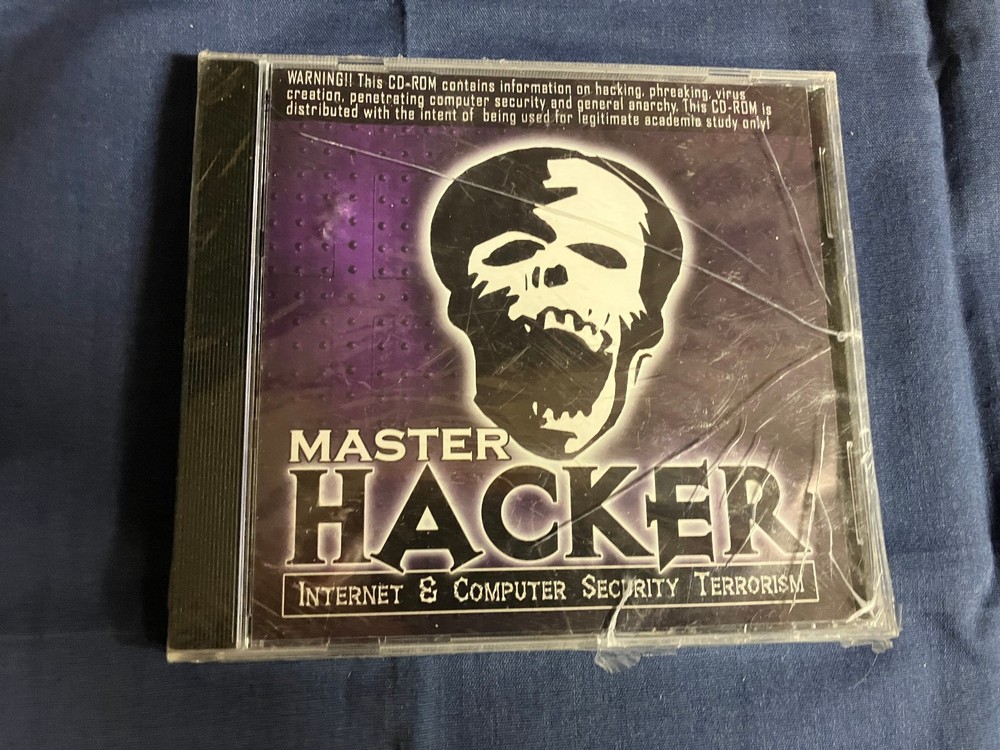 WARNING!! This CD-ROM contains information on hacking, phreaking, virus
creation, penetrating computer security and general anarchy. This CD-ROM is
distributed with the intent of being used for legitimate academic study only!
MASTER
HACKER
INTERNET & COMPUTER SECURITY TERRORISM